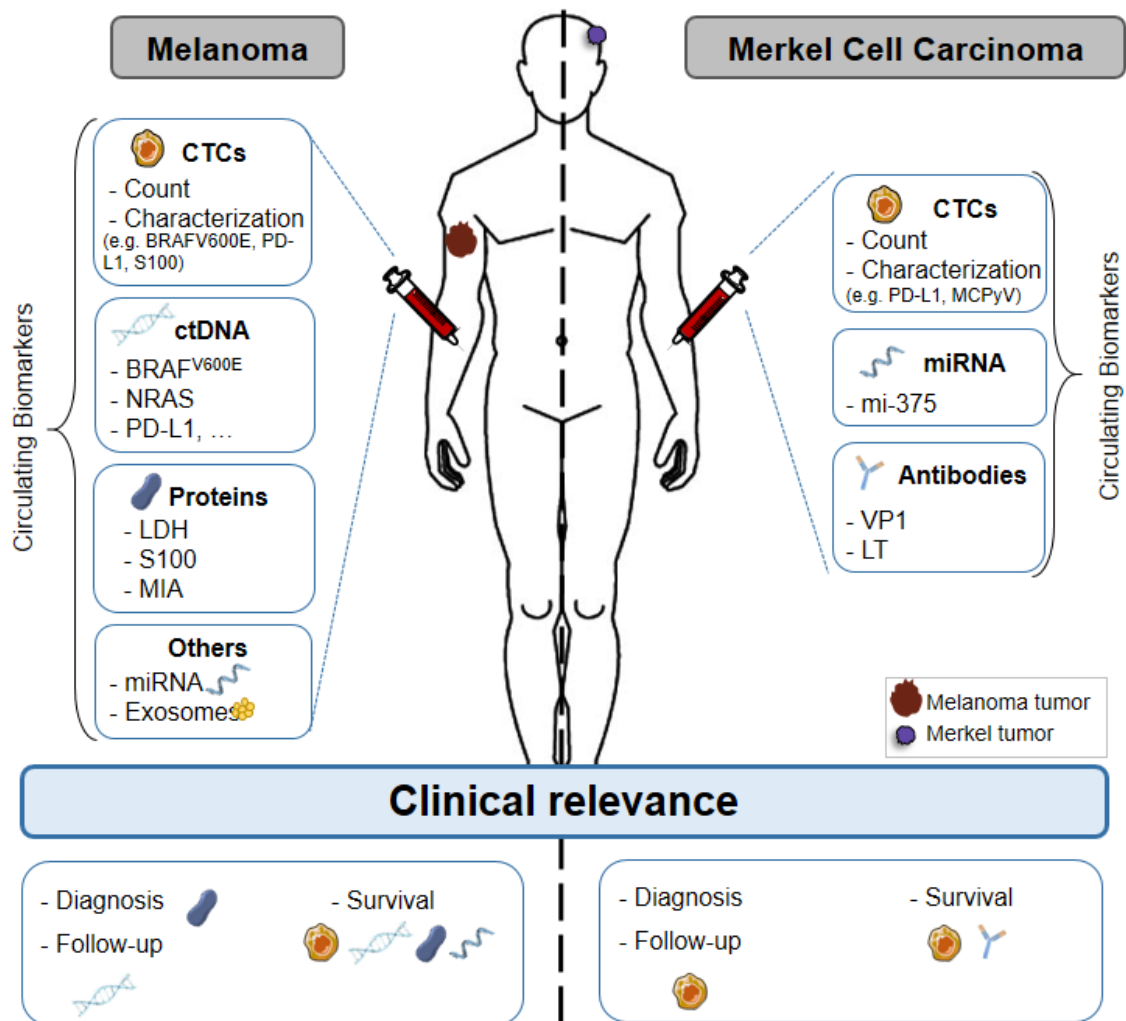 Melanoma
Merkel Cell Carcinoma
Circulating Biomarkers
CTCs
- Count
- Characterization
(e.g. BRAFV600E, PD-
L1, S100)
ctDNA
- BRAFV600E
- NRAS
- PD-L1, ...
Proteins
- LDH
- S100
- MIA
Others
- miRNA
- Exosomes
CTCs
- Count
- Characterization
(e.g. PD-L1, MCPyV)
miRNA
- mi-375
Antibodies
- VP1
- LT
Circulating Biomarkers
Melanoma tumor
Merkel tumor
Clinical relevance
- Diagnosis
- Follow-up
- Survival
- Diagnosis
- Follow-up
- Survival